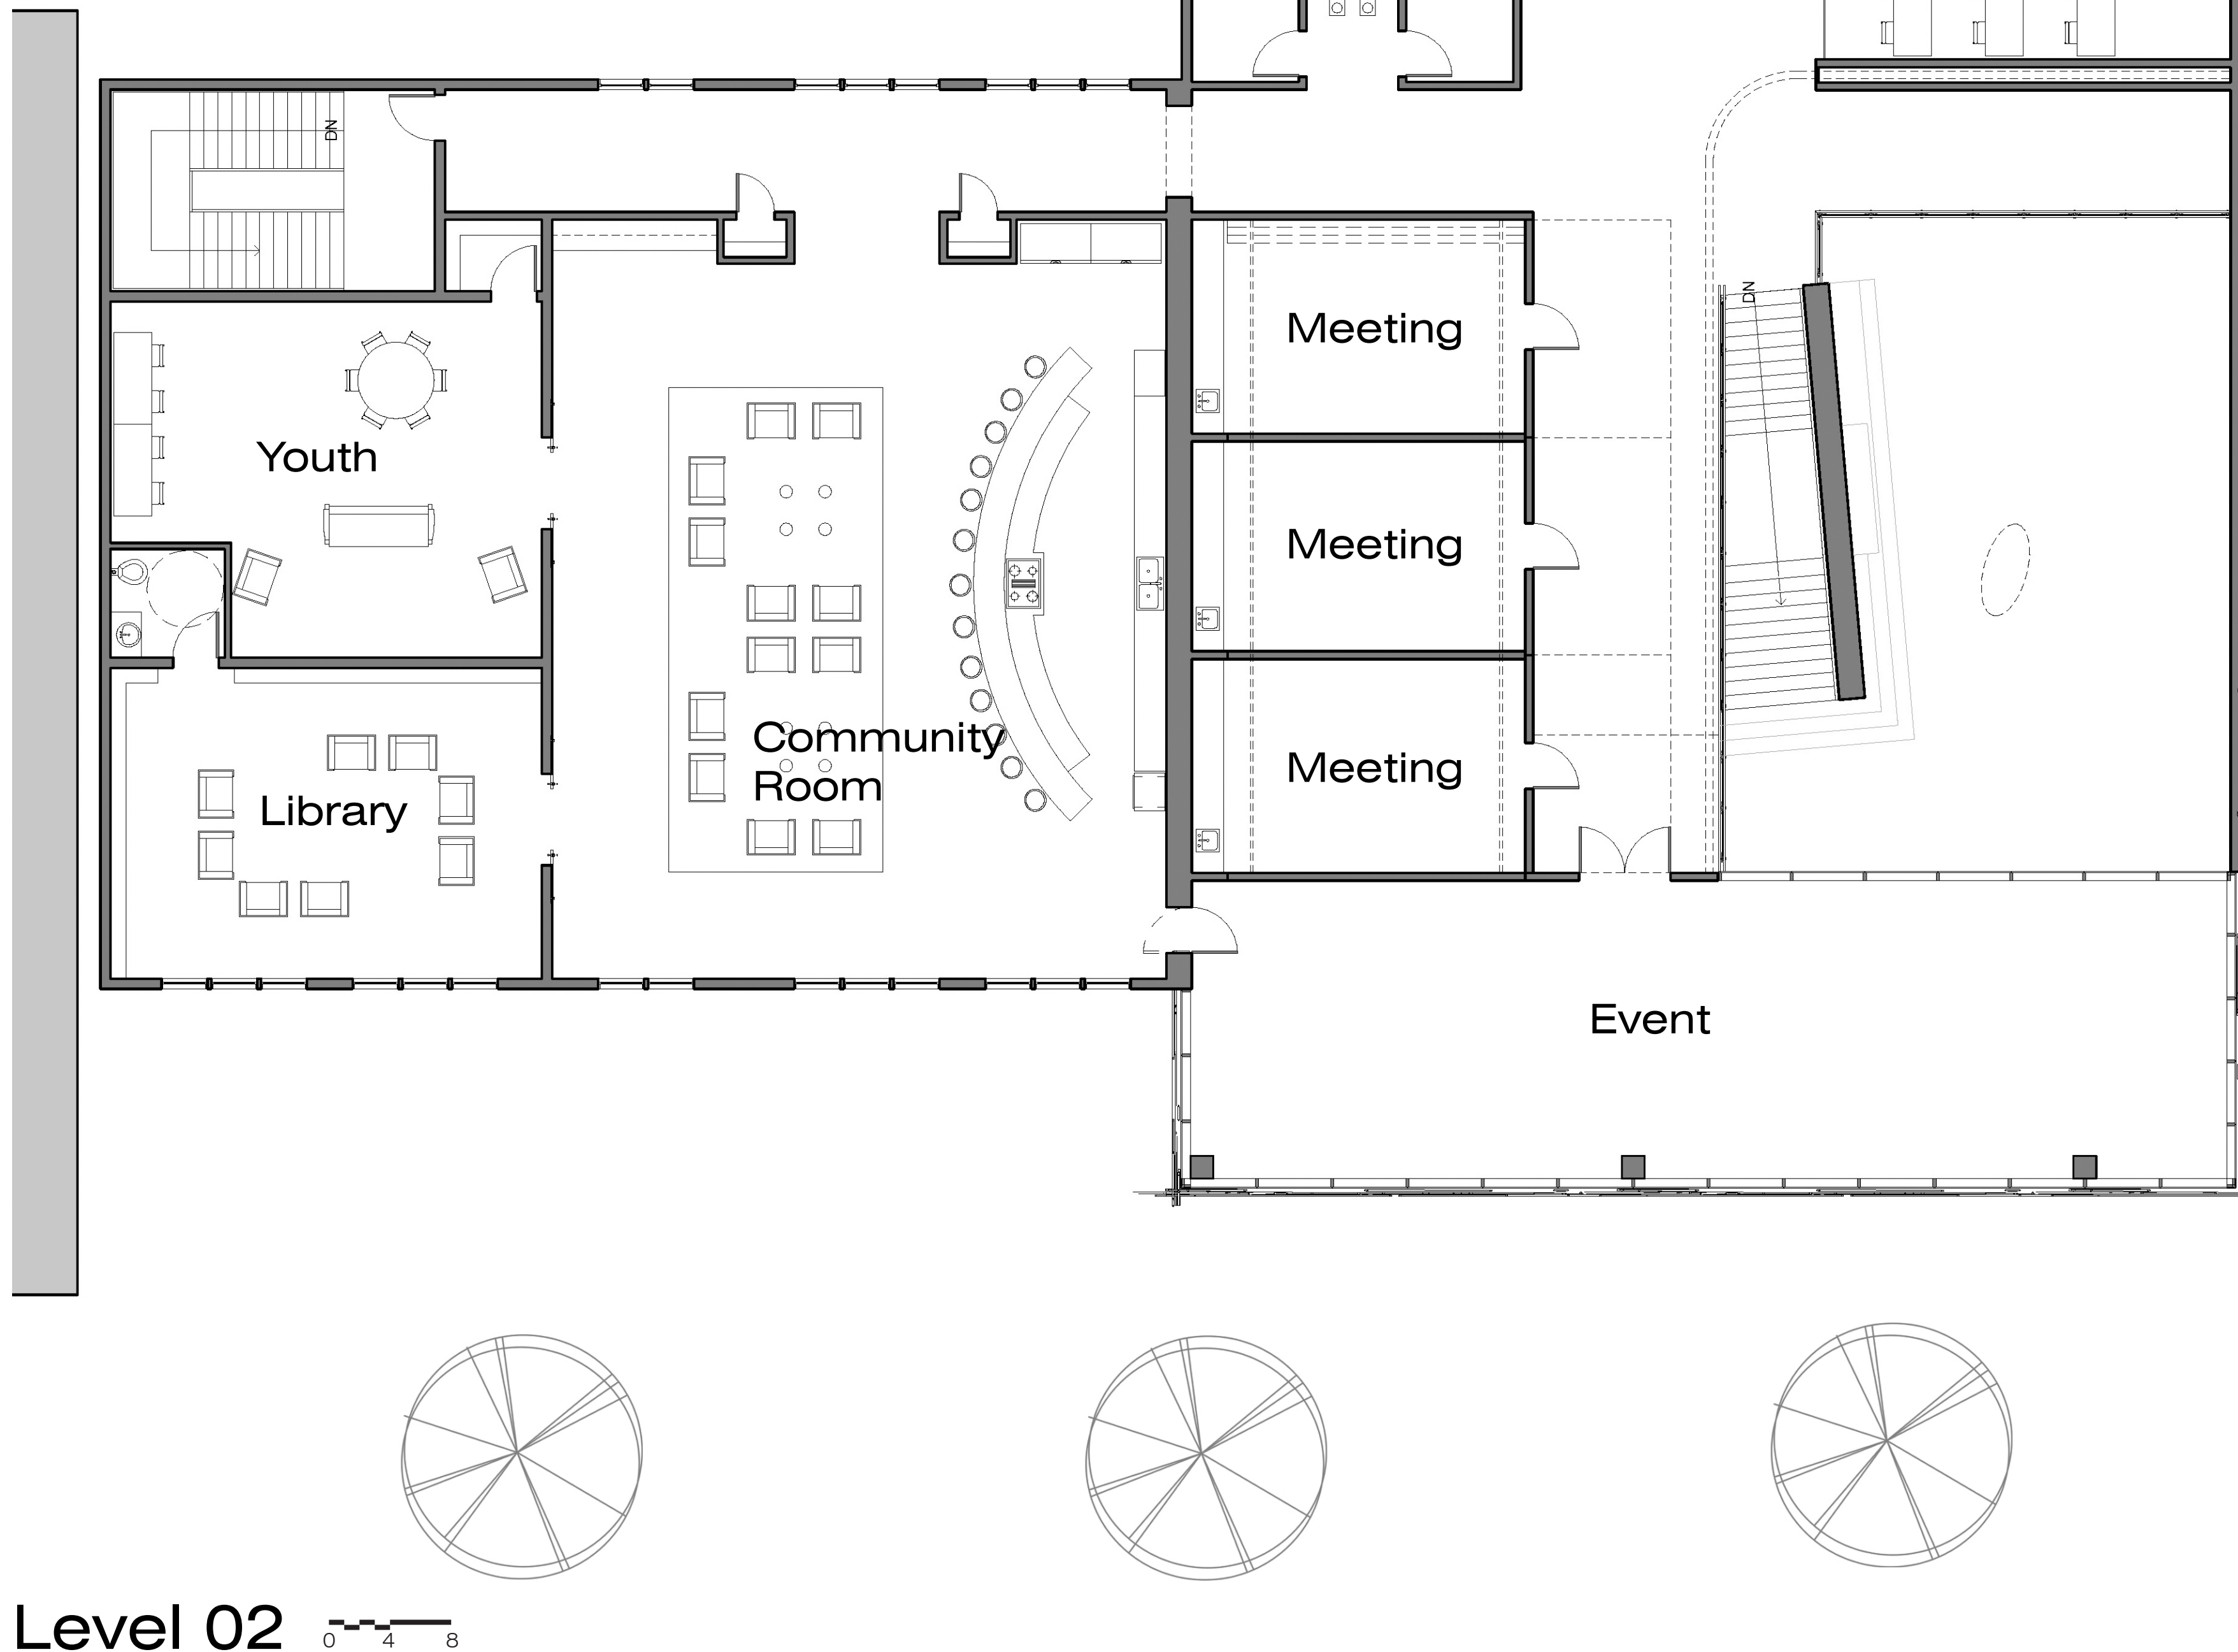 DN
DN
Meeting
Youth
Meeting
Community
Room
Meeting
Library
Event
Level 02
0 4 8